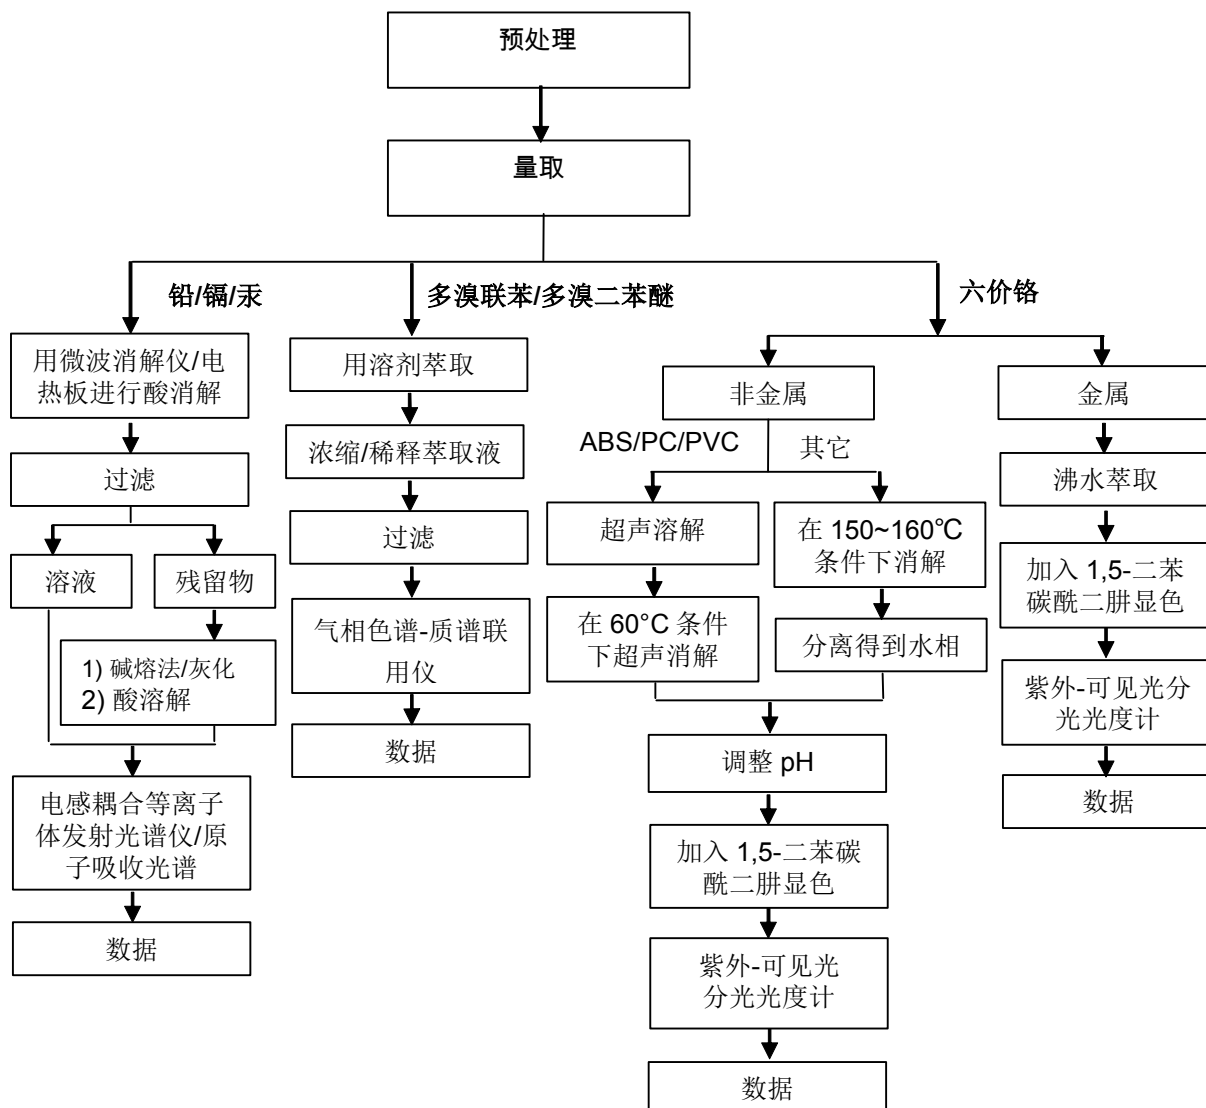 预处理
量取
铅/镉/汞
多溴联苯/多溴二苯醚
六价铬
用微波消解仪/电
热板进行酸消解
过滤
溶液
残留物
1) 碱熔法/灰化
2) 酸溶解
电感耦合等离子
体发射光谱仪/原
子吸收光谱
数据
用溶剂萃取
浓缩/稀释萃取液
过滤
气相色谱-质谱联
用仪
数据
非金属
ABS/PC/PVC
其它
超声溶解
在 60°C 条件
下超声消解
在 150~160℃
条件下消解
分离得到水相
调整 pH
加入 1,5-二苯碳
酰二肼显色
紫外-可见光
分光光度计
数据
金属
沸水萃取
加入 1,5-二苯
碳酰二肼显色
紫外-可见光分
光光度计
数据